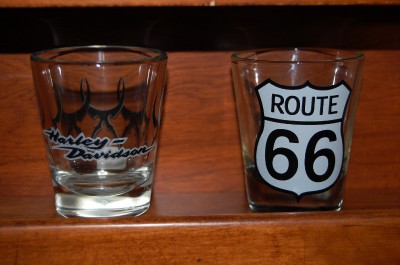 Harley-
Davidson
ROUTE
66